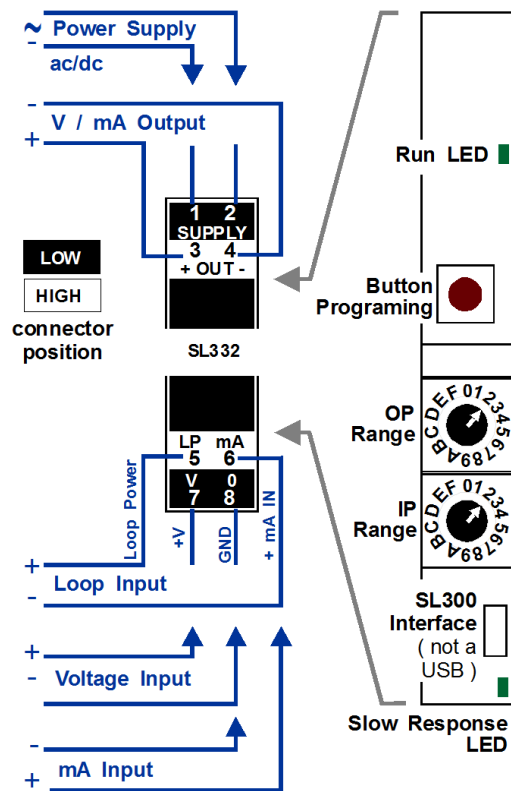 ~ Power Supply
- ac/dc
-
V / mA Output
+
1 2
SUPPLY
3 4
+ OUT -
LOW
HIGH
connector
position
SL332
LP mA
5 6
V 0
7 8
Loop Power
+V
GND
+ mA IN
+
Loop Input
-
+
- Voltage Input
-
mA Input
+
Run LED
Button
Programing
OP
Range
0123456789ABCDEF
IP
Range
0123456789ABCDEF
SL300
Interface
( not a
USB )
Slow Response
LED